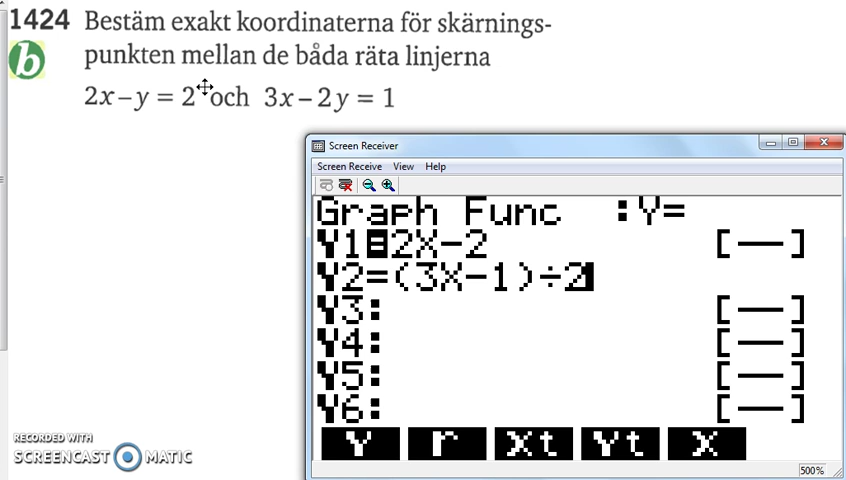 1424 Bestäm exakt koordinaterna för skärnings-
b punkten mellan de båda räta linjerna
2x – y = 2 och 3x – 2y = 1
Screen Receiver
Screen Receive View Help
Graph Func :Y=
Y1=2X-2 [—]
Y2=(3X-1)÷2
Y3: [—]
Y4: [—]
Y5: [—]
Y6: [—]
Y r Xt Yt X
500%
RECORDED WITH
SCREENCAST MATIC